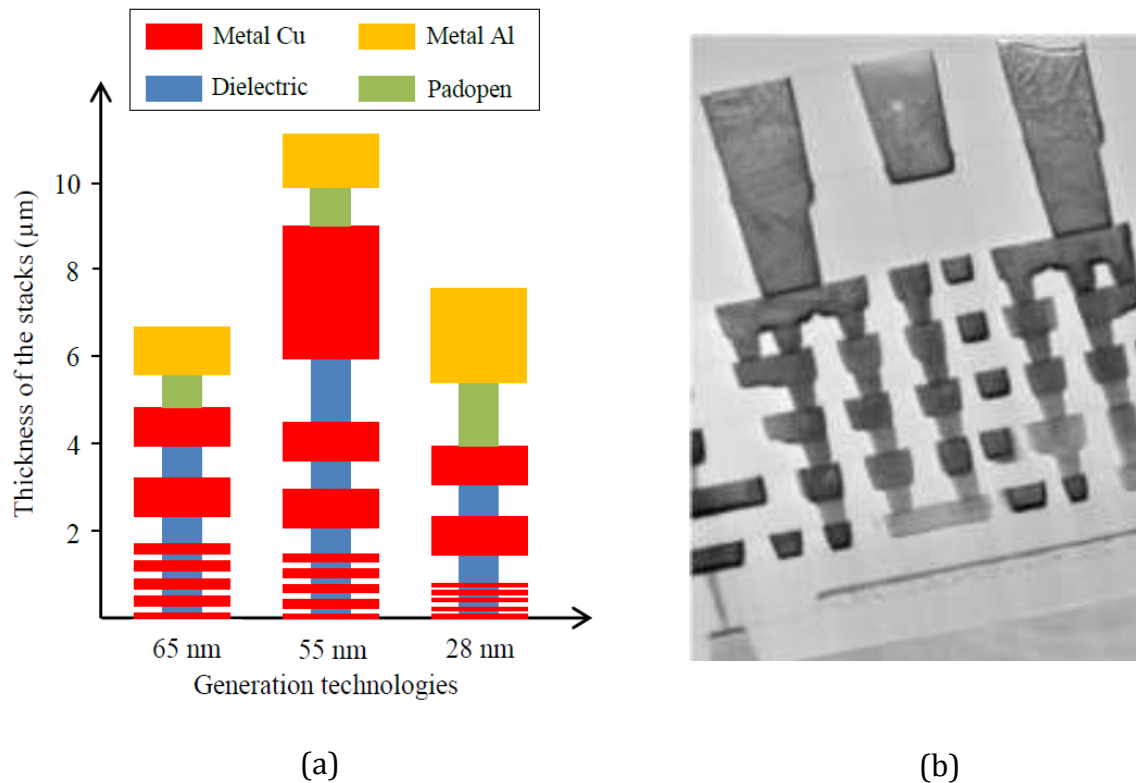 Metal Cu
Metal Al
Dielectric
Padopen
Thickness of the stacks (µm)
10
8
6
4
2
65 nm
55 nm
28 nm
Generation technologies
(a)
(b)